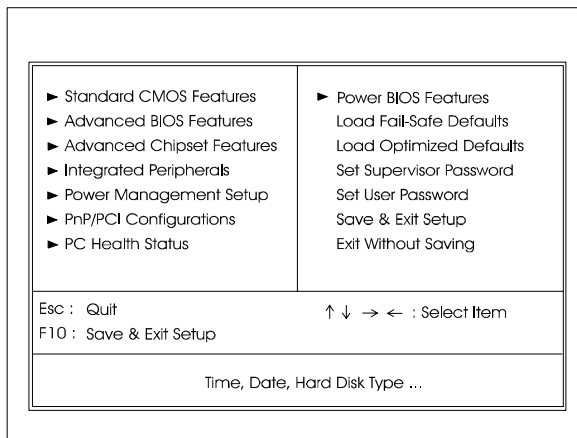 ► Standard CMOS Features
► Advanced BIOS Features
► Advanced Chipset Features
► Integrated Peripherals
► Power Management Setup
► PnP/PCI Configurations
► PC Health Status
► Power BIOS Features
Load Fail-Safe Defaults
Load Optimized Defaults
Set Supervisor Password
Set User Password
Save & Exit Setup
Exit Without Saving
Esc : Quit
F10 : Save & Exit Setup
↑ ↓ → ← : Select Item
Time, Date, Hard Disk Type ...